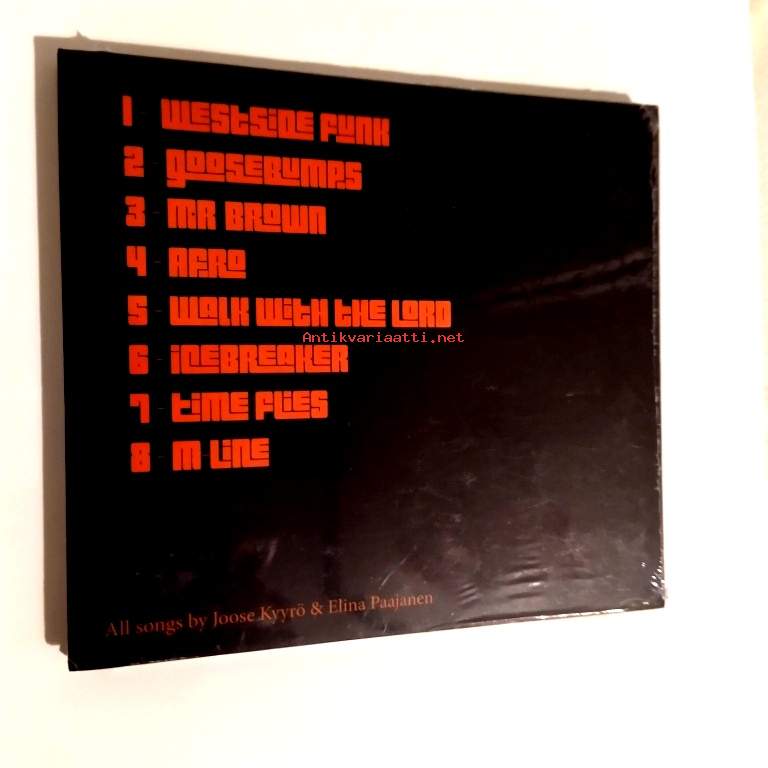 1 - WESTSIDE FUNK
2 - GOOSEBUMPS
3 - MR BROWN
4 - AFRO
5 - WALK WITH THE LORD
Antikvariaatti.net
6 - ICEBREAKER
7 - TIME FLIES
8 - M-LINE
All songs by Joose Kyyrö & Elina Paajanen